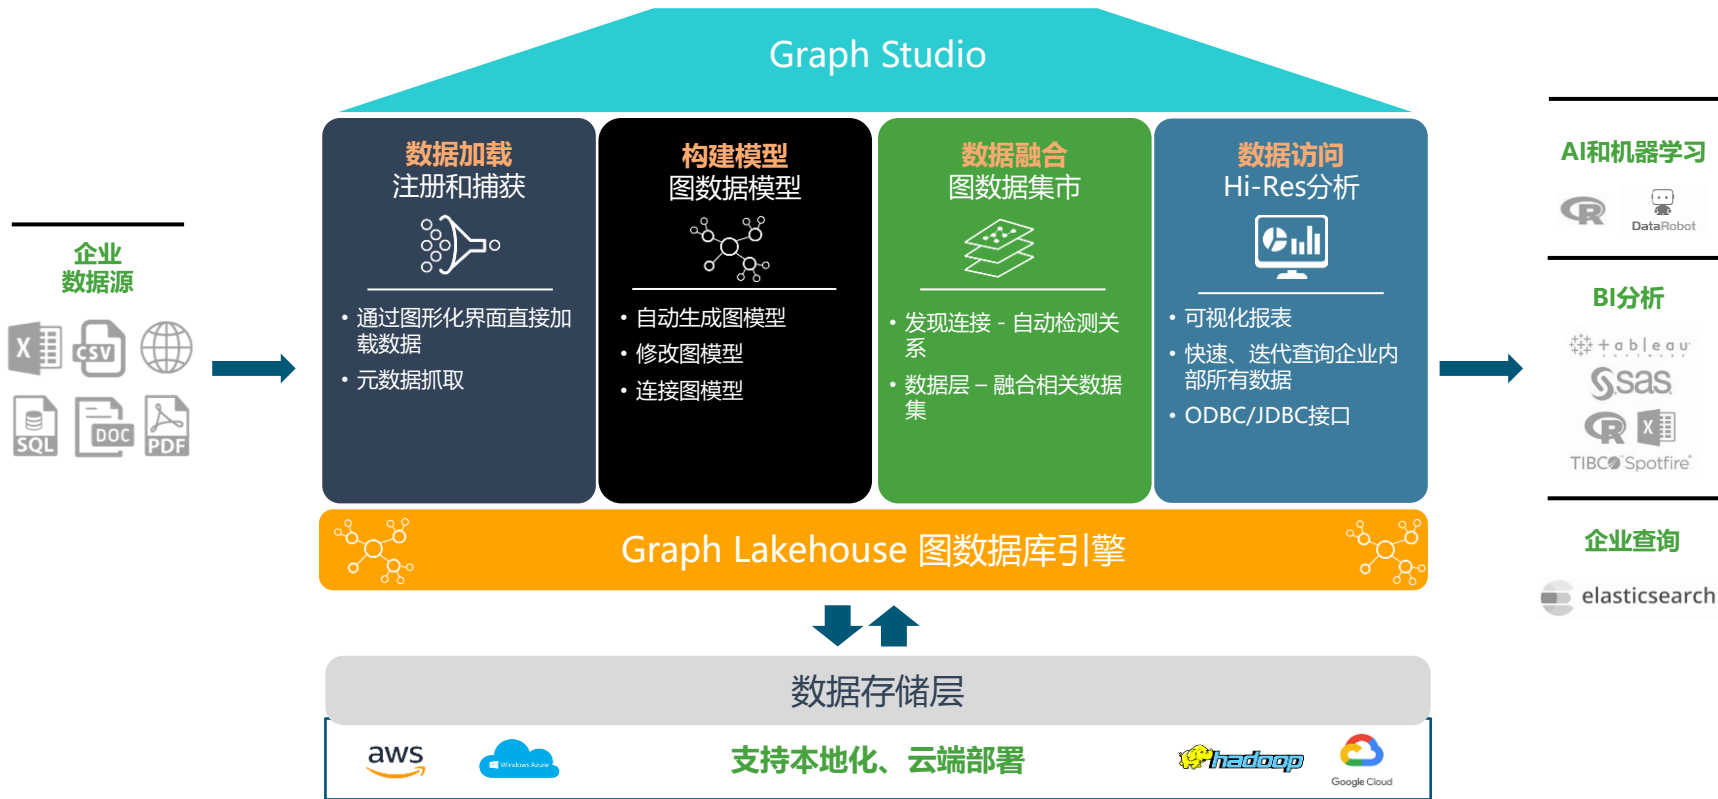 Graph Studio
企业
数据源
X
CSV
SQL
DOC
PDF
数据加载
注册和捕获
• 通过图形化界面直接加
载数据
• 元数据抓取
构建模型
图数据模型
• 自动生成图模型
• 修改图模型
• 连接图模型
数据融合
图数据集市
• 发现连接 - 自动检测关
系
• 数据层 – 融合相关数据
集
数据访问
Hi-Res分析
• 可视化报表
• 快速、迭代查询企业内
部所有数据
• ODBC/JDBC接口
Graph Lakehouse 图数据库引擎
数据存储层
aws
Windows Azure
支持本地化、云端部署
hadoop
Google Cloud
AI和机器学习
R
DataRobot
BI分析
+ableau
sas
R
X
TIBCO Spotfire
企业查询
elasticsearch